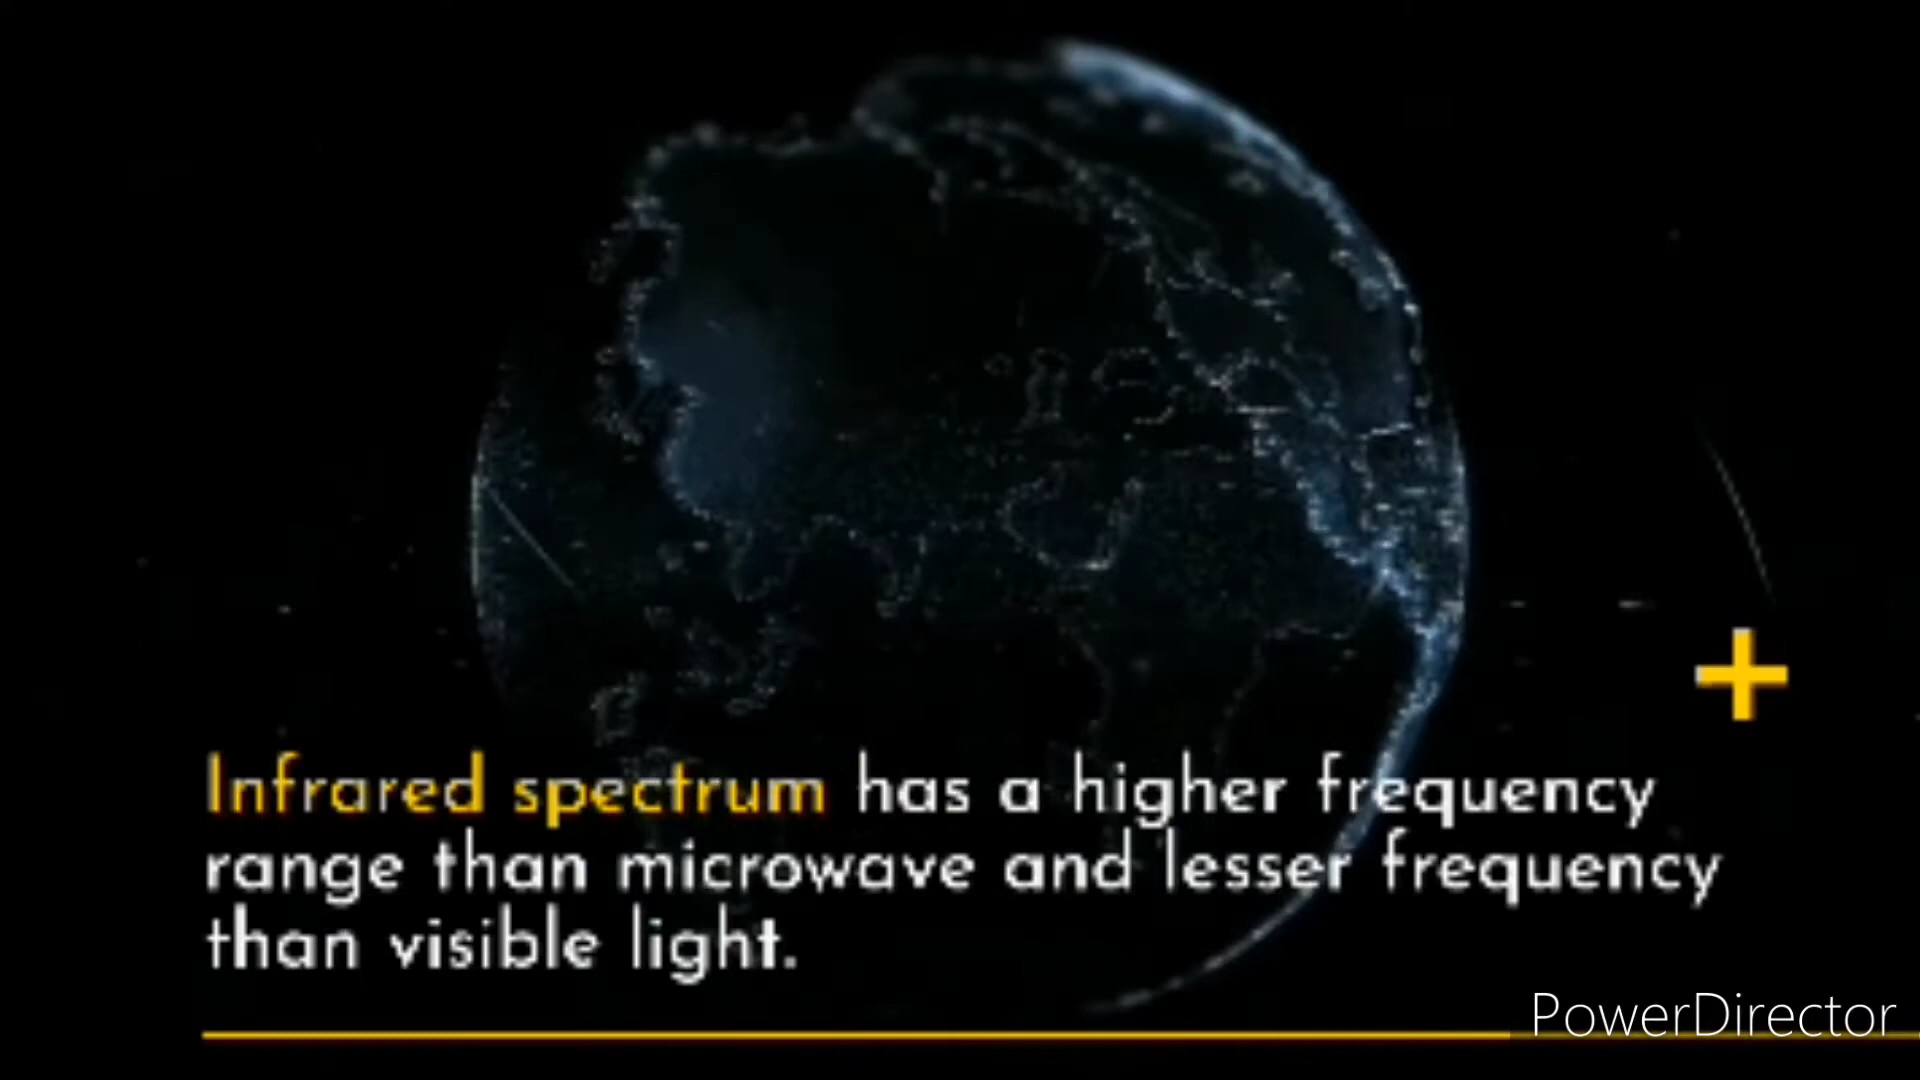 Infrared spectrum has a higher frequency
range than microwave and lesser frequency
than visible light.
PowerDirector